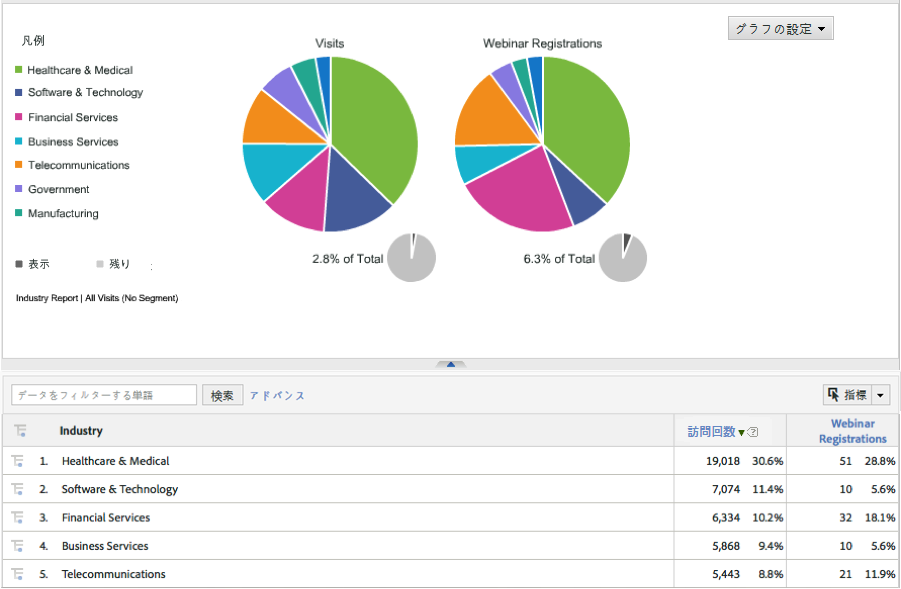 グラフの設定
凡例
Visits
Webinar Registrations
Healthcare & Medical
Software & Technology
Financial Services
Business Services
Telecommunications
Government
Manufacturing
2.8% of Total
6.3% of Total
表示 残り :
Industry Report | All Visits (No Segment)
データをフィルターする単語 検索 アドバンス 指標
Industry 訪問回数 Webinar
Registrations
1. Healthcare & Medical 19,018 30.6% 51 28.8%
2. Software & Technology 7,074 11.4% 10 5.6%
3. Financial Services 6,334 10.2% 32 18.1%
4. Business Services 5,868 9.4% 10 5.6%
5. Telecommunications 5,443 8.8% 21 11.9%